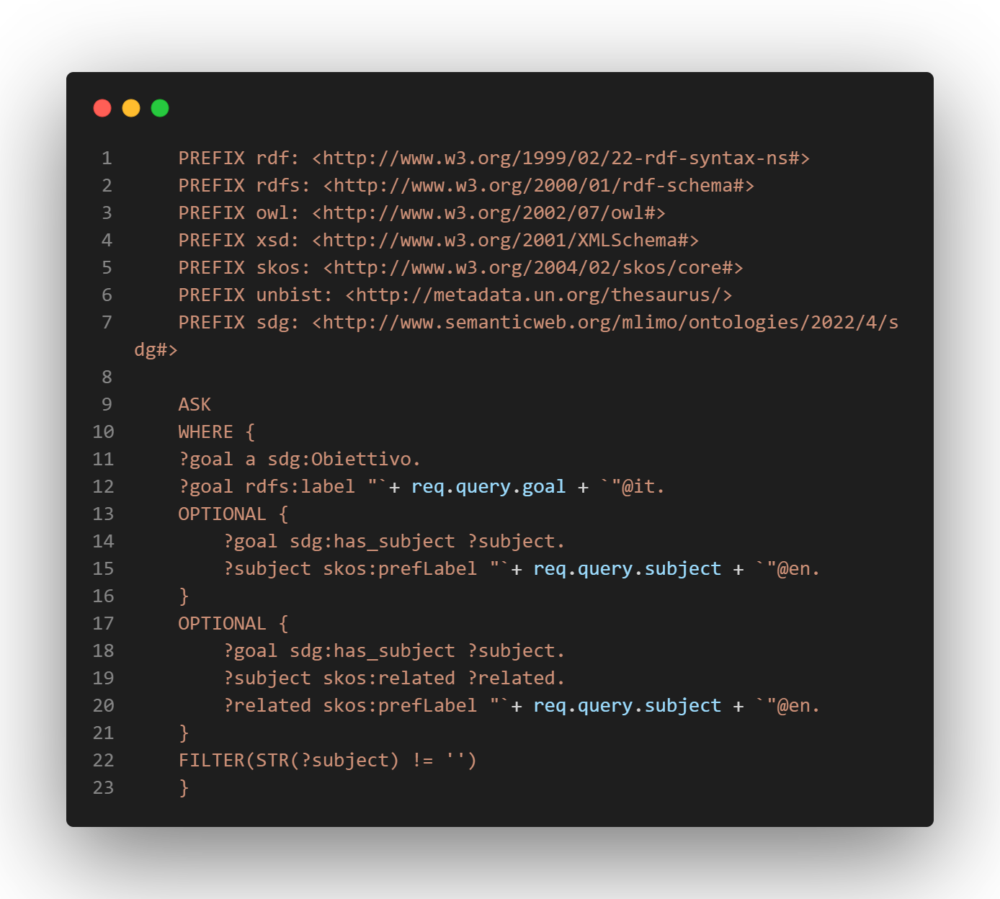 1 PREFIX rdf: <http://www.w3.org/1999/02/22-rdf-syntax-ns#>
2 PREFIX rdfs: <http://www.w3.org/2000/01/rdf-schema#>
3 PREFIX owl: <http://www.w3.org/2002/07/owl#>
4 PREFIX xsd: <http://www.w3.org/2001/XMLSchema#>
5 PREFIX skos: <http://www.w3.org/2004/02/skos/core#>
6 PREFIX unbist: <http://metadata.un.org/thesaurus/>
7 PREFIX sdg: <http://www.semanticweb.org/mlimo/ontologies/2022/4/s
dg#>
8
9 ASK
10 WHERE {
11 ?goal a sdg:Obiettivo.
12 ?goal rdfs:label "`+ req.query.goal + `"@it.
13 OPTIONAL {
14     ?goal sdg:has_subject ?subject.
15     ?subject skos:prefLabel "`+ req.query.subject + `"@en.
16 }
17 OPTIONAL {
18     ?goal sdg:has_subject ?subject.
19     ?subject skos:related ?related.
20     ?related skos:prefLabel "`+ req.query.subject + `"@en.
21 }
22 FILTER(STR(?subject) != '')
23 }